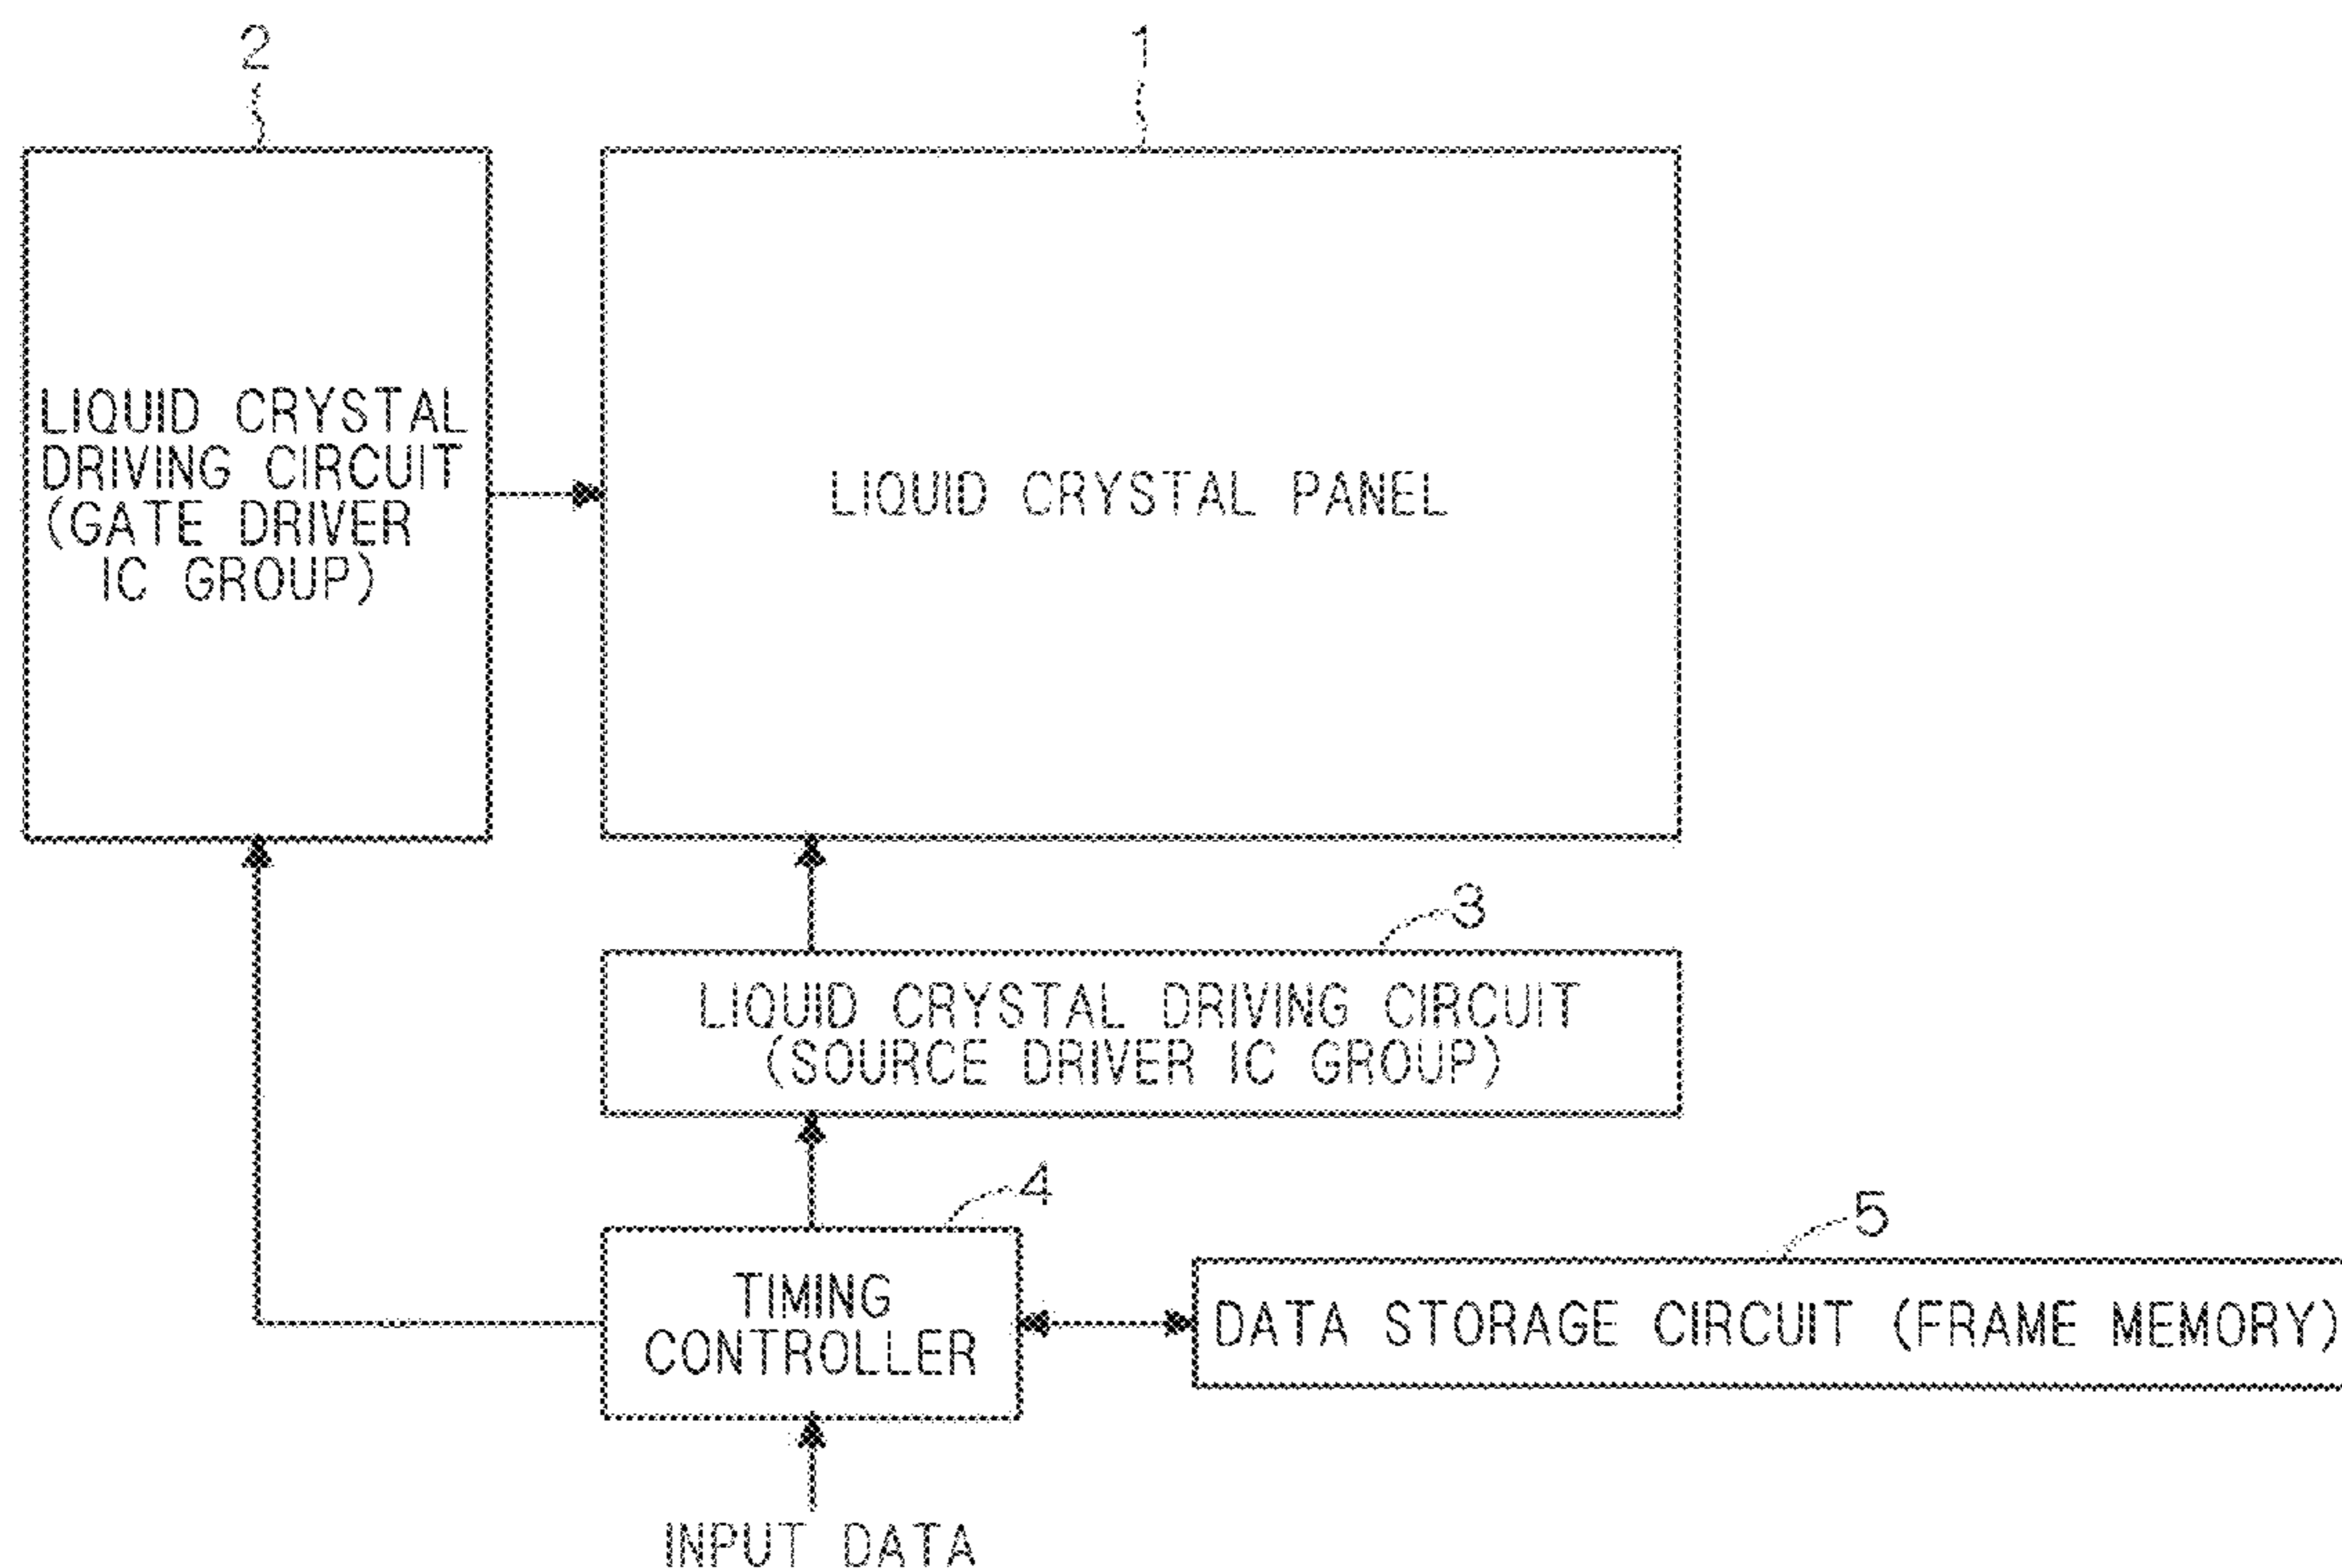 2
1
LIQUID CRYSTAL
DRIVING CIRCUIT
(GATE DRIVER
IC GROUP)
LIQUID CRYSTAL PANEL
3
LIQUID CRYSTAL DRIVING CIRCUIT
(SOURCE DRIVER IC GROUP)
4
TIMING
CONTROLLER
5
DATA STORAGE CIRCUIT (FRAME MEMORY)
INPUT DATA